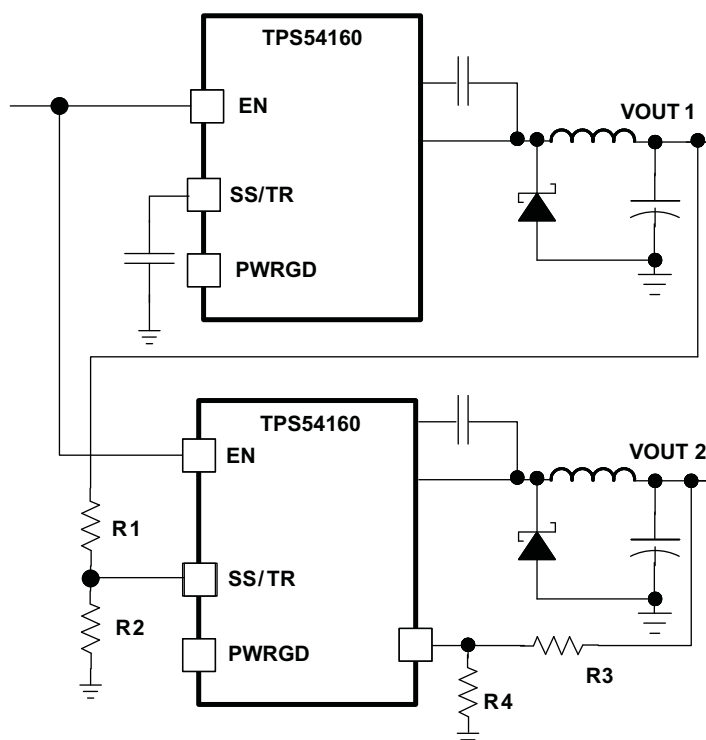 TPS54160
EN
VOUT 1
SS/TR
PWRGD
TPS54160
EN
VOUT 2
R1
SS/TR
R2
PWRGD
R3
R4